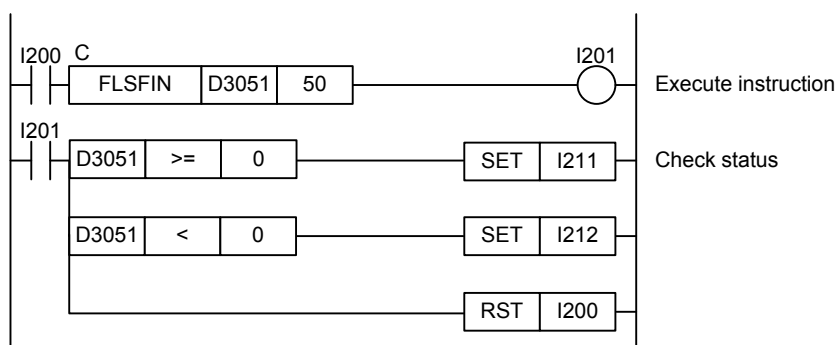 I200 C I201
FLSFIN D3051 50 Execute instruction
I201
D3051 >= 0 SET I211 Check status
D3051 < 0 SET I212
RST I200